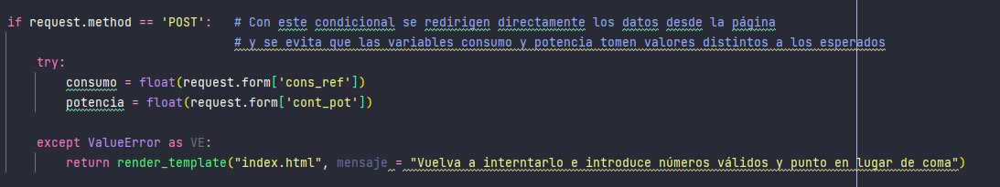 if request.method == 'POST':   # Con este condicional se redirigen directamente los datos desde la página
# y se evita que las variables consumo y potencia tomen valores distintos a los esperados
try:
consumo = float(request.form['cons_ref'])
potencia = float(request.form['cont_pot'])
except ValueError as VE:
return render_template("index.html", mensaje = "Vuelva a interntarlo e introduce números válidos y punto en lugar de coma")